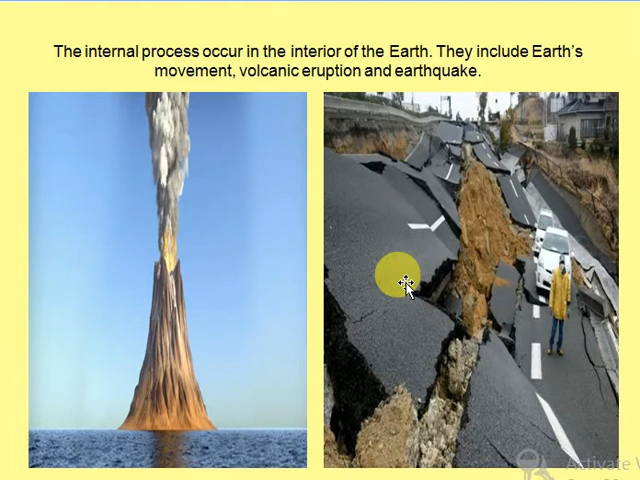 The internal process occur in the interior of the Earth. They include Earth's
movement, volcanic eruption and earthquake.
Activate